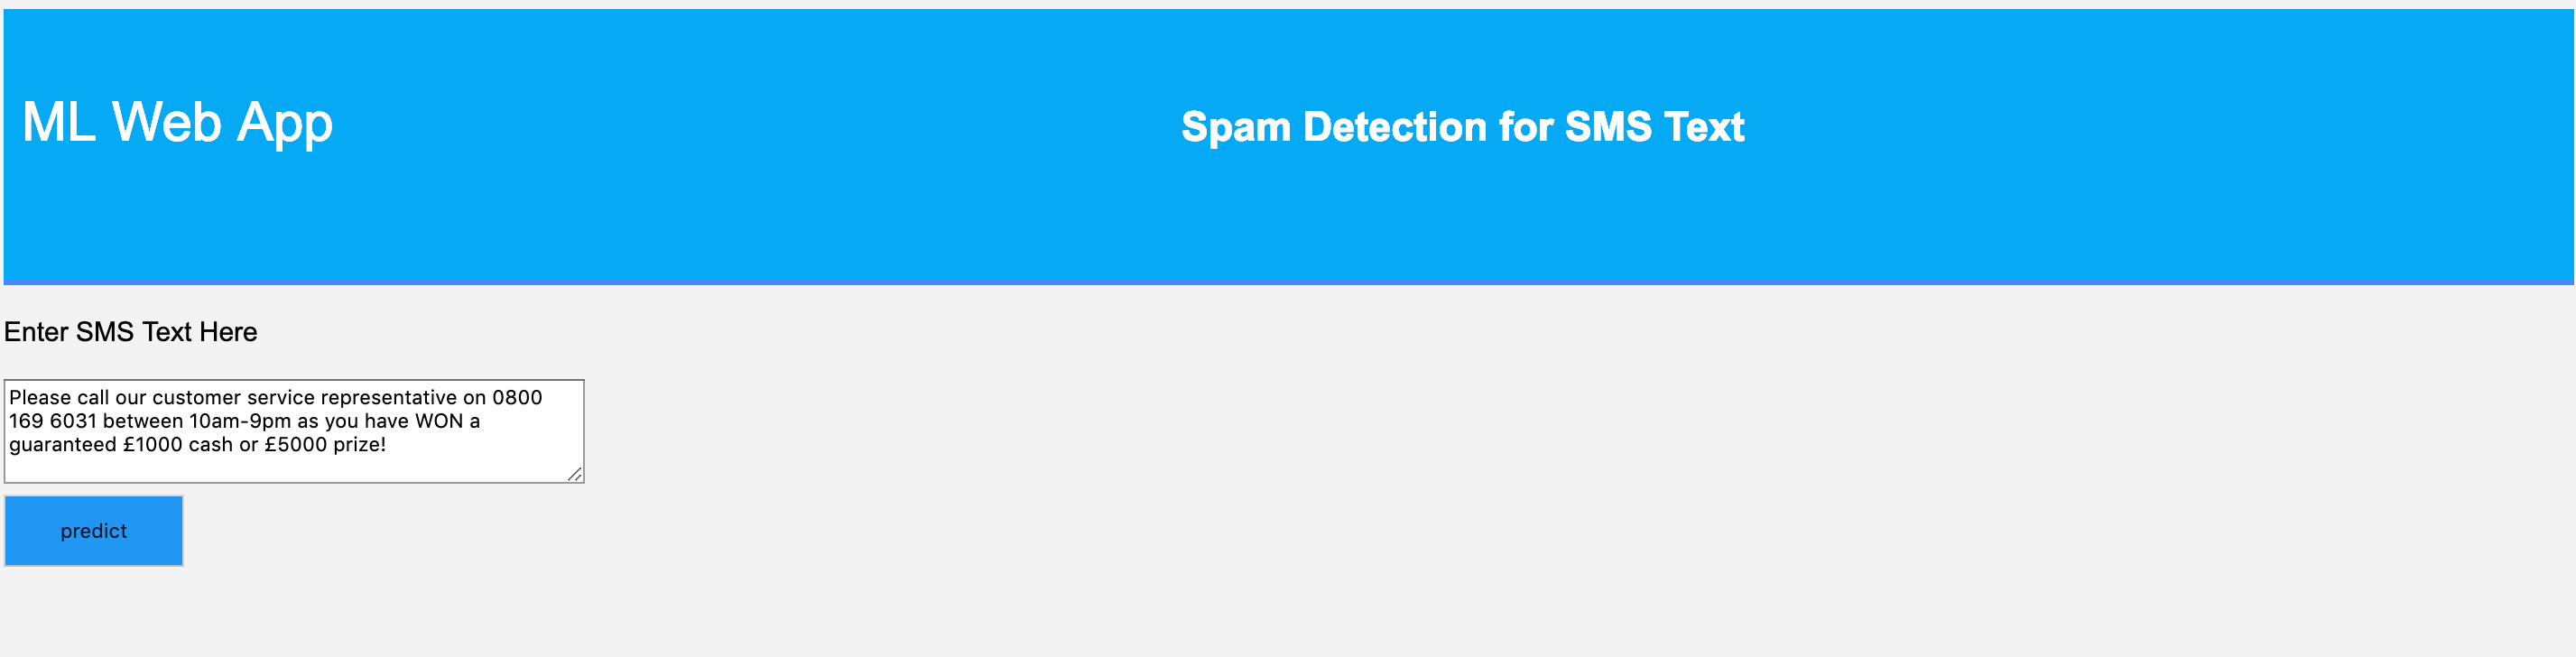 ML Web App
Spam Detection for SMS Text
Enter SMS Text Here
Please call our customer service representative on 0800
169 6031 between 10am-9pm as you have WON a
guaranteed £1000 cash or £5000 prize!
predict